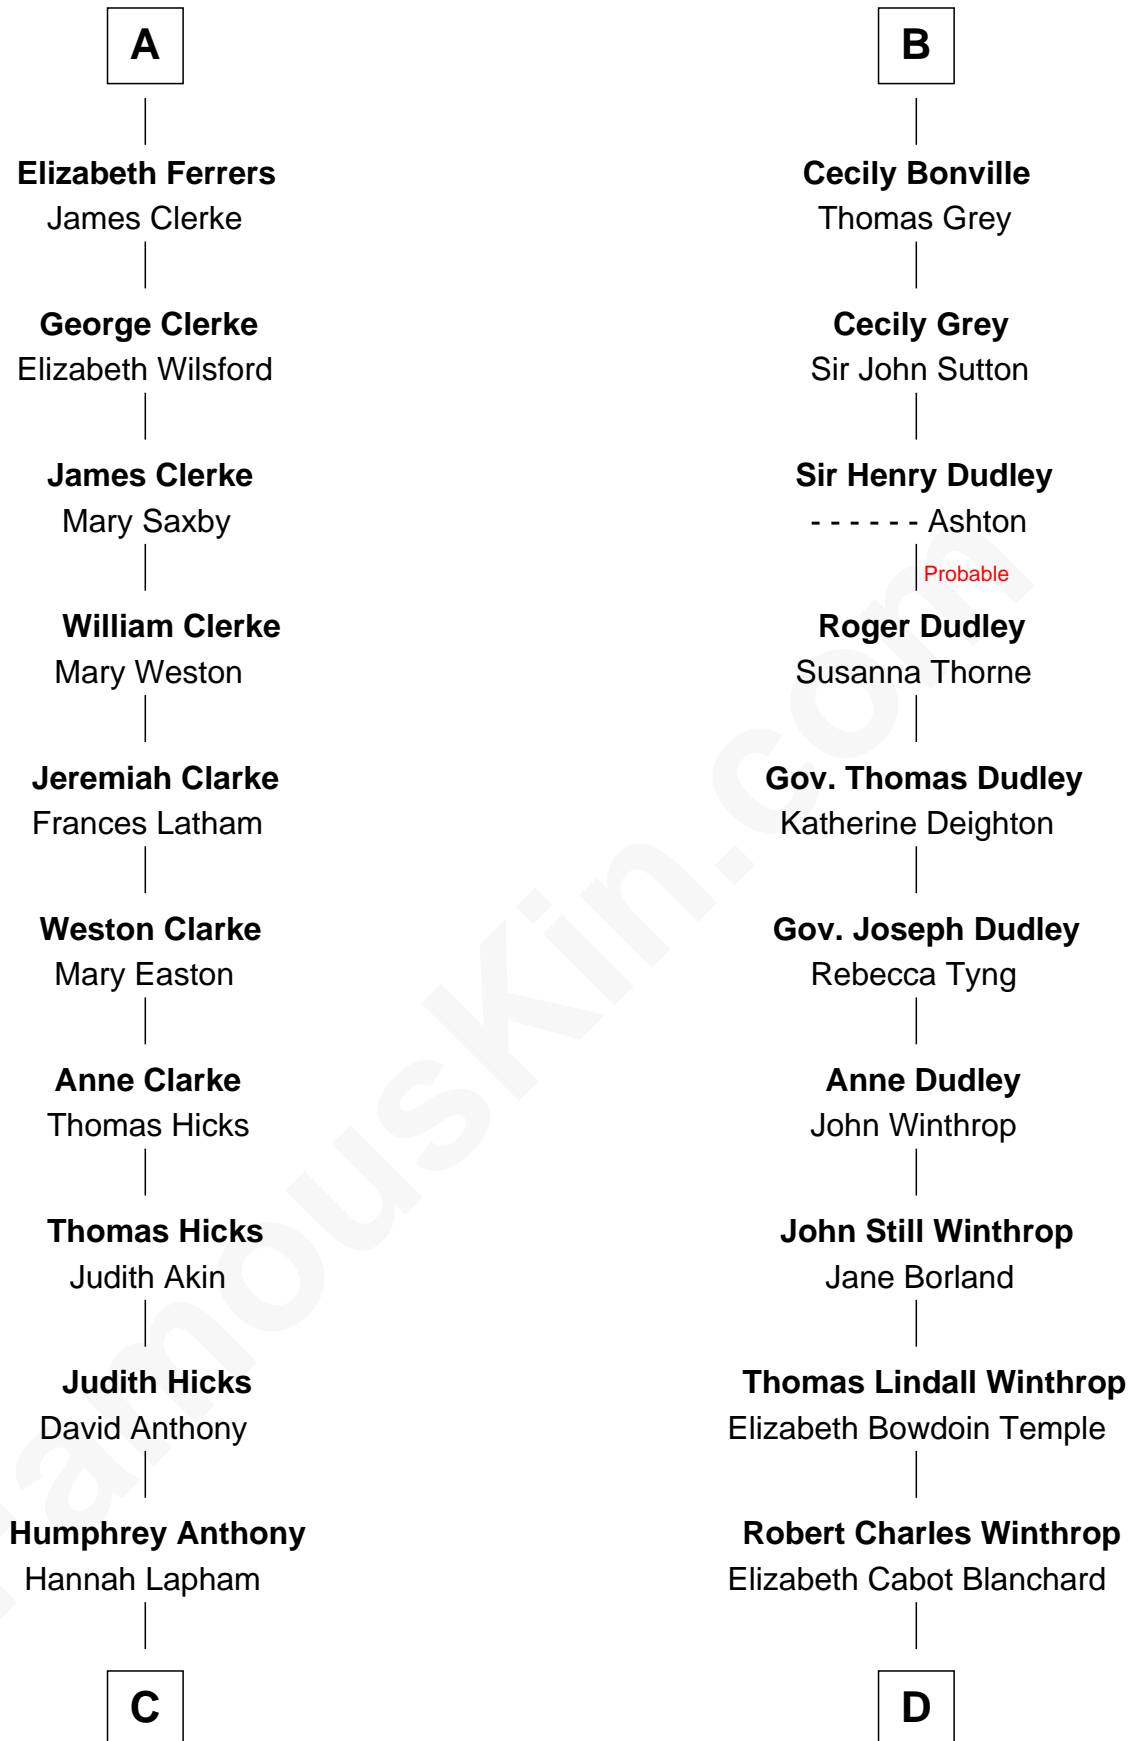 A
Elizabeth Ferrers
James Clerke
George Clerke
Elizabeth Wilsford
James Clerke
Mary Saxby
William Clerke
Mary Weston
Jeremiah Clarke
Frances Latham
Weston Clarke
Mary Easton
Anne Clarke
Thomas Hicks
Thomas Hicks
Judith Akin
Judith Hicks
David Anthony
Humphrey Anthony
Hannah Lapham
C
B
Cecily Bonville
Thomas Grey
Cecily Grey
Sir John Sutton
Sir Henry Dudley
- - - - - - Ashton
Probable
Roger Dudley
Susanna Thorne
Gov. Thomas Dudley
Katherine Deighton
Gov. Joseph Dudley
Rebecca Tyng
Anne Dudley
John Winthrop
John Still Winthrop
Jane Borland
Thomas Lindall Winthrop
Elizabeth Bowdoin Temple
Robert Charles Winthrop
Elizabeth Cabot Blanchard
D
FamousKin.com